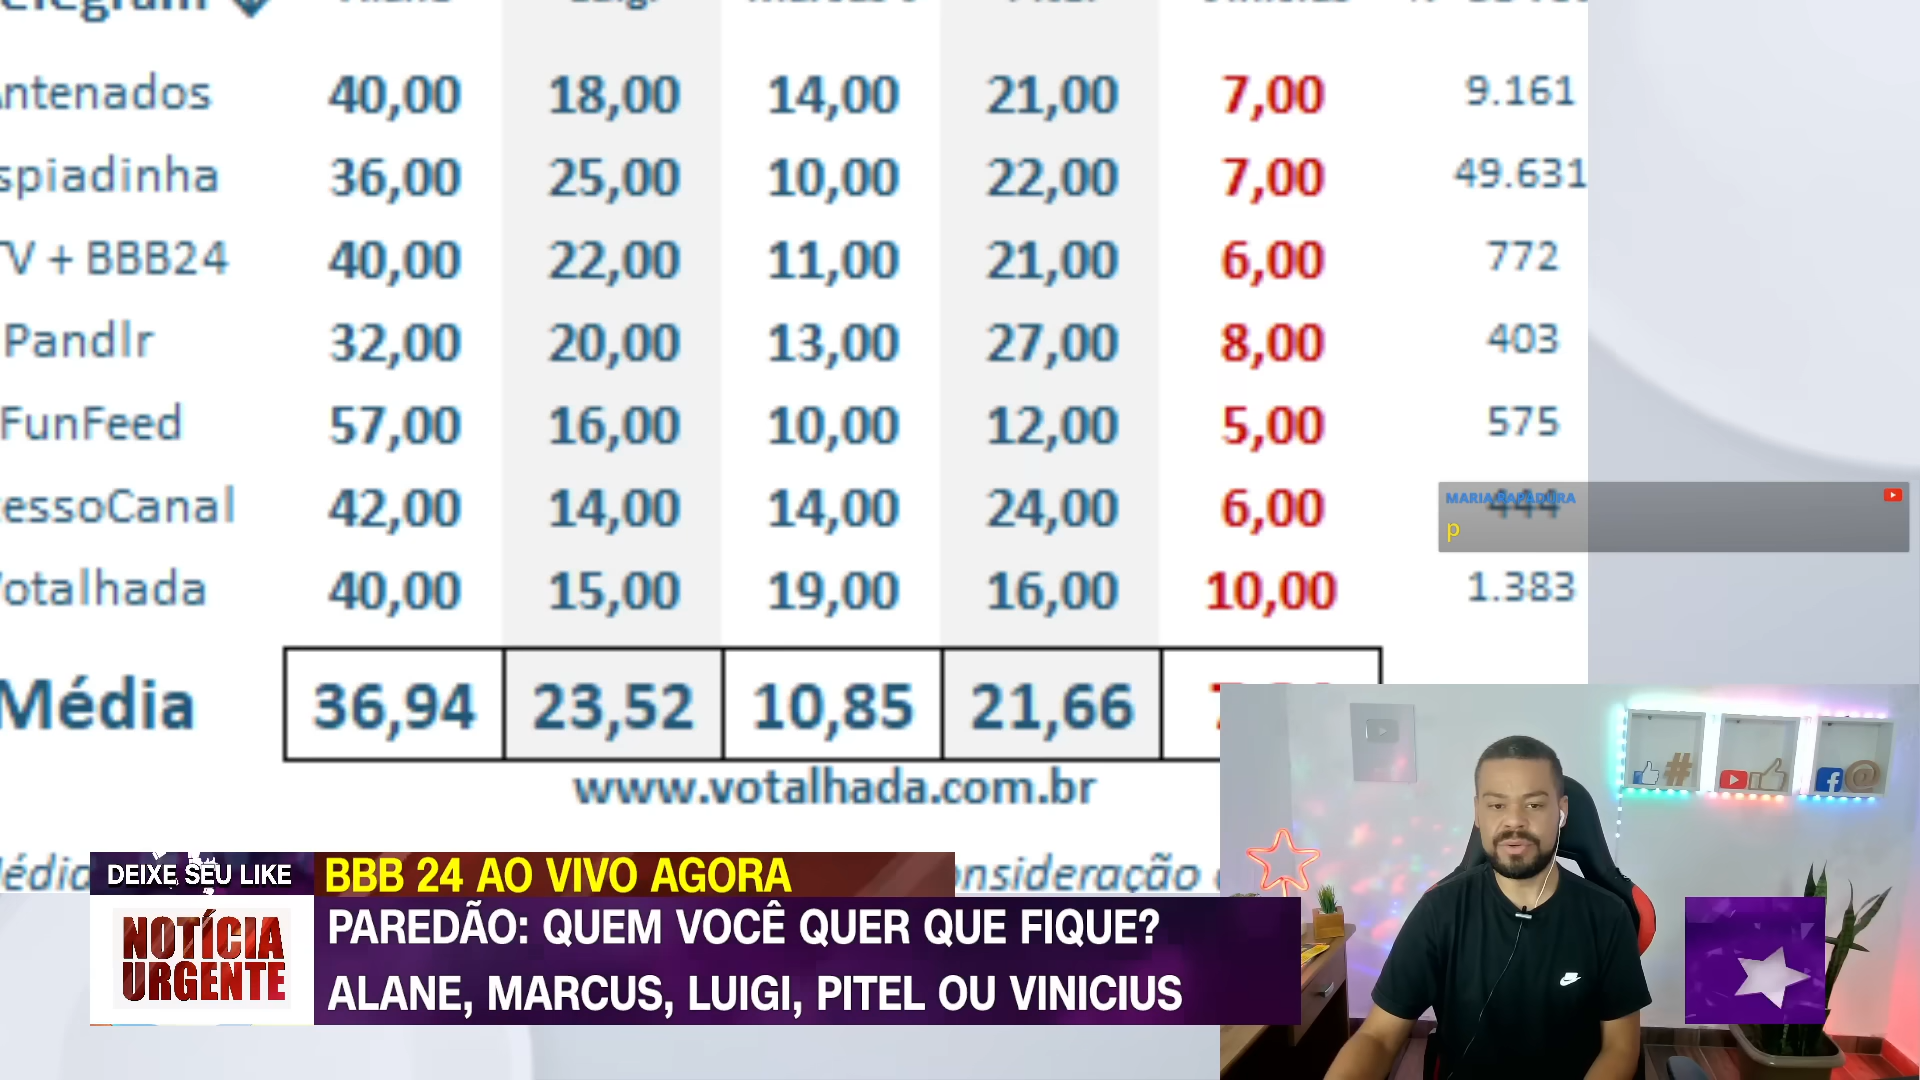 ntenados 40,00 18,00 14,00 21,00 7,00 9.161
spiadinha 36,00 25,00 10,00 22,00 7,00 49.631
TV + BBB24 40,00 22,00 11,00 21,00 6,00 772
Pandlr 32,00 20,00 13,00 27,00 8,00 403
FunFeed 57,00 16,00 10,00 12,00 5,00 575
essoCanal 42,00 14,00 14,00 24,00 6,00 444
MARIA RAPADURA
p
otalhada 40,00 15,00 19,00 16,00 10,00 1.383
Média 36,94 23,52 10,85 21,66
www.votalhada.com.br
nsideração
DEIXE SEU LIKE
BBB 24 AO VIVO AGORA
NOTÍCIA
URGENTE
PAREDÃO: QUEM VOCÊ QUER QUE FIQUE?
ALANE, MARCUS, LUIGI, PITEL OU VINICIUS